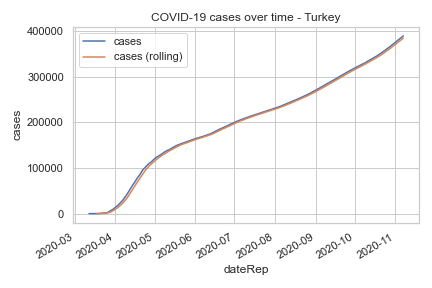 COVID-19 cases over time - Turkey
cases
cases (rolling)
400000
300000
200000
100000
0
cases
2020-03
2020-04
2020-05
2020-06
2020-07
2020-08
2020-09
2020-10
2020-11
dateRep